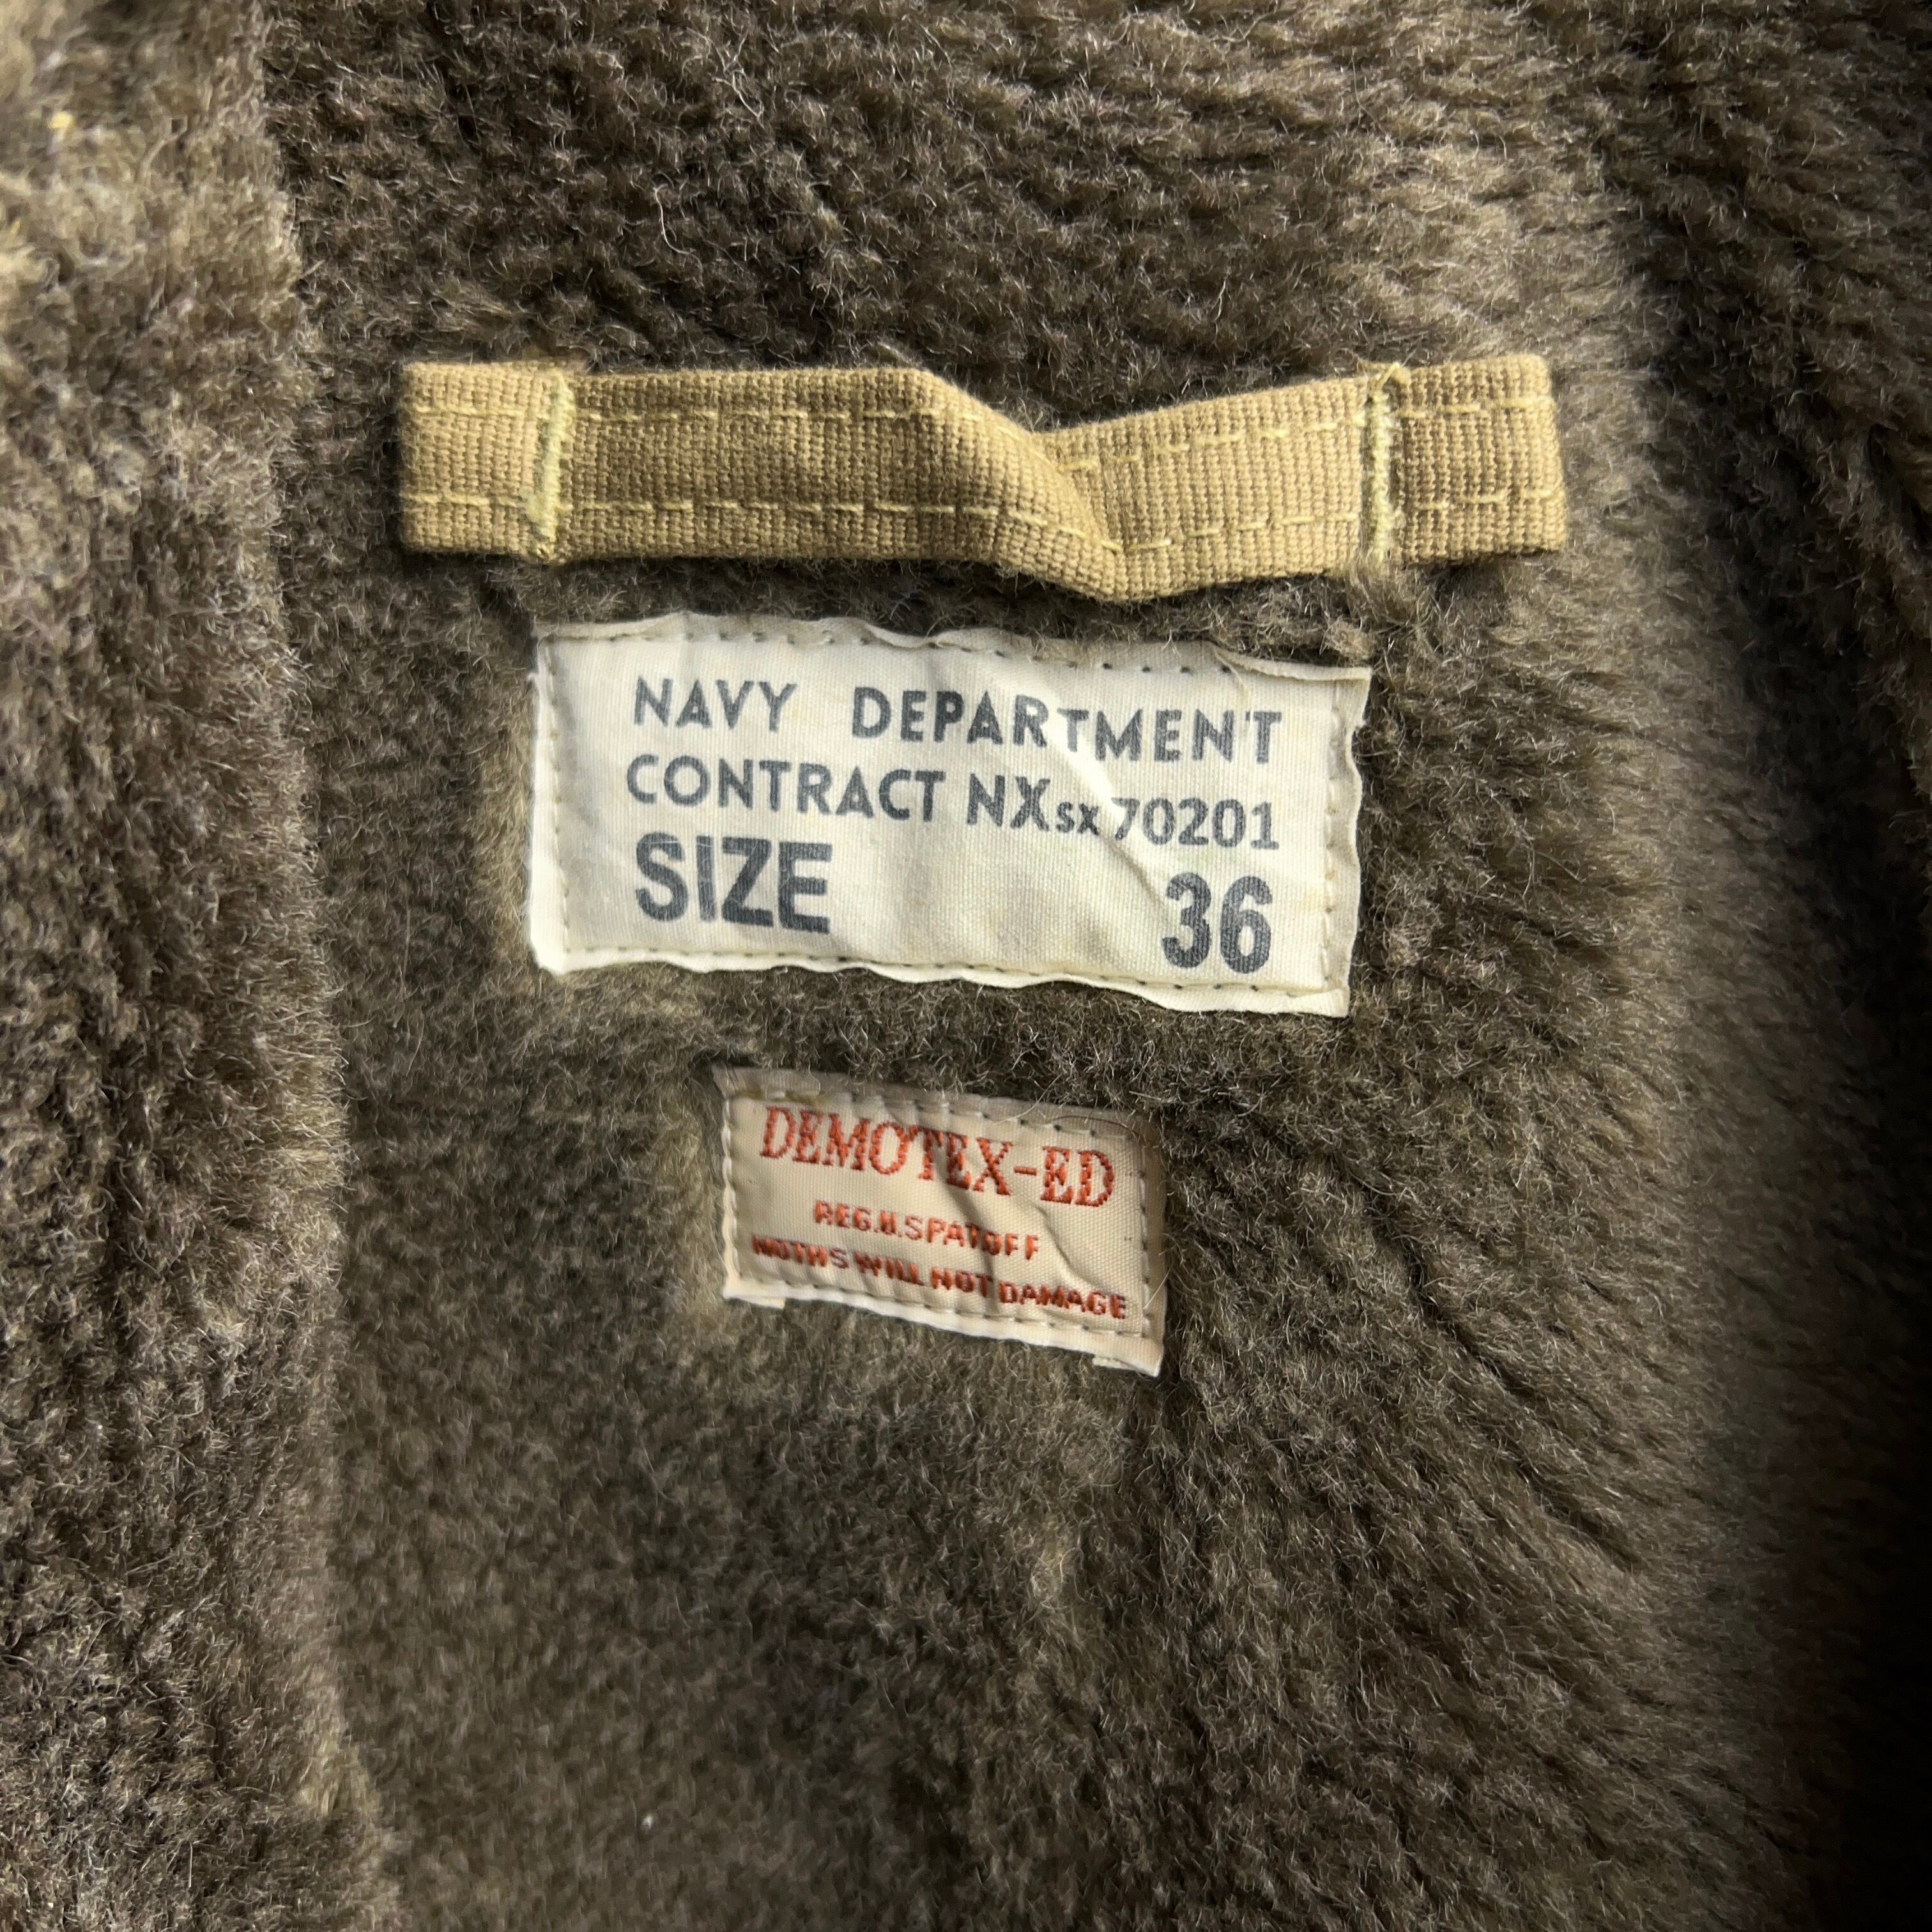 NAVY DEPARTMENT
CONTRACT NXsx 70201
SIZE 36
DEMOTEX-ED
REG.U.S PAT OFF
MOTHS WILL NOT DAMAGE